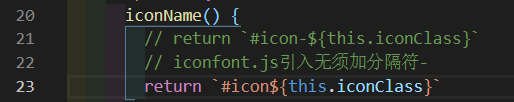 20 iconName() {
21 // return `#icon-${this.iconClass}`
22 // iconfont.js引入无须加分隔符-
23 return `#icon${this.iconClass}`